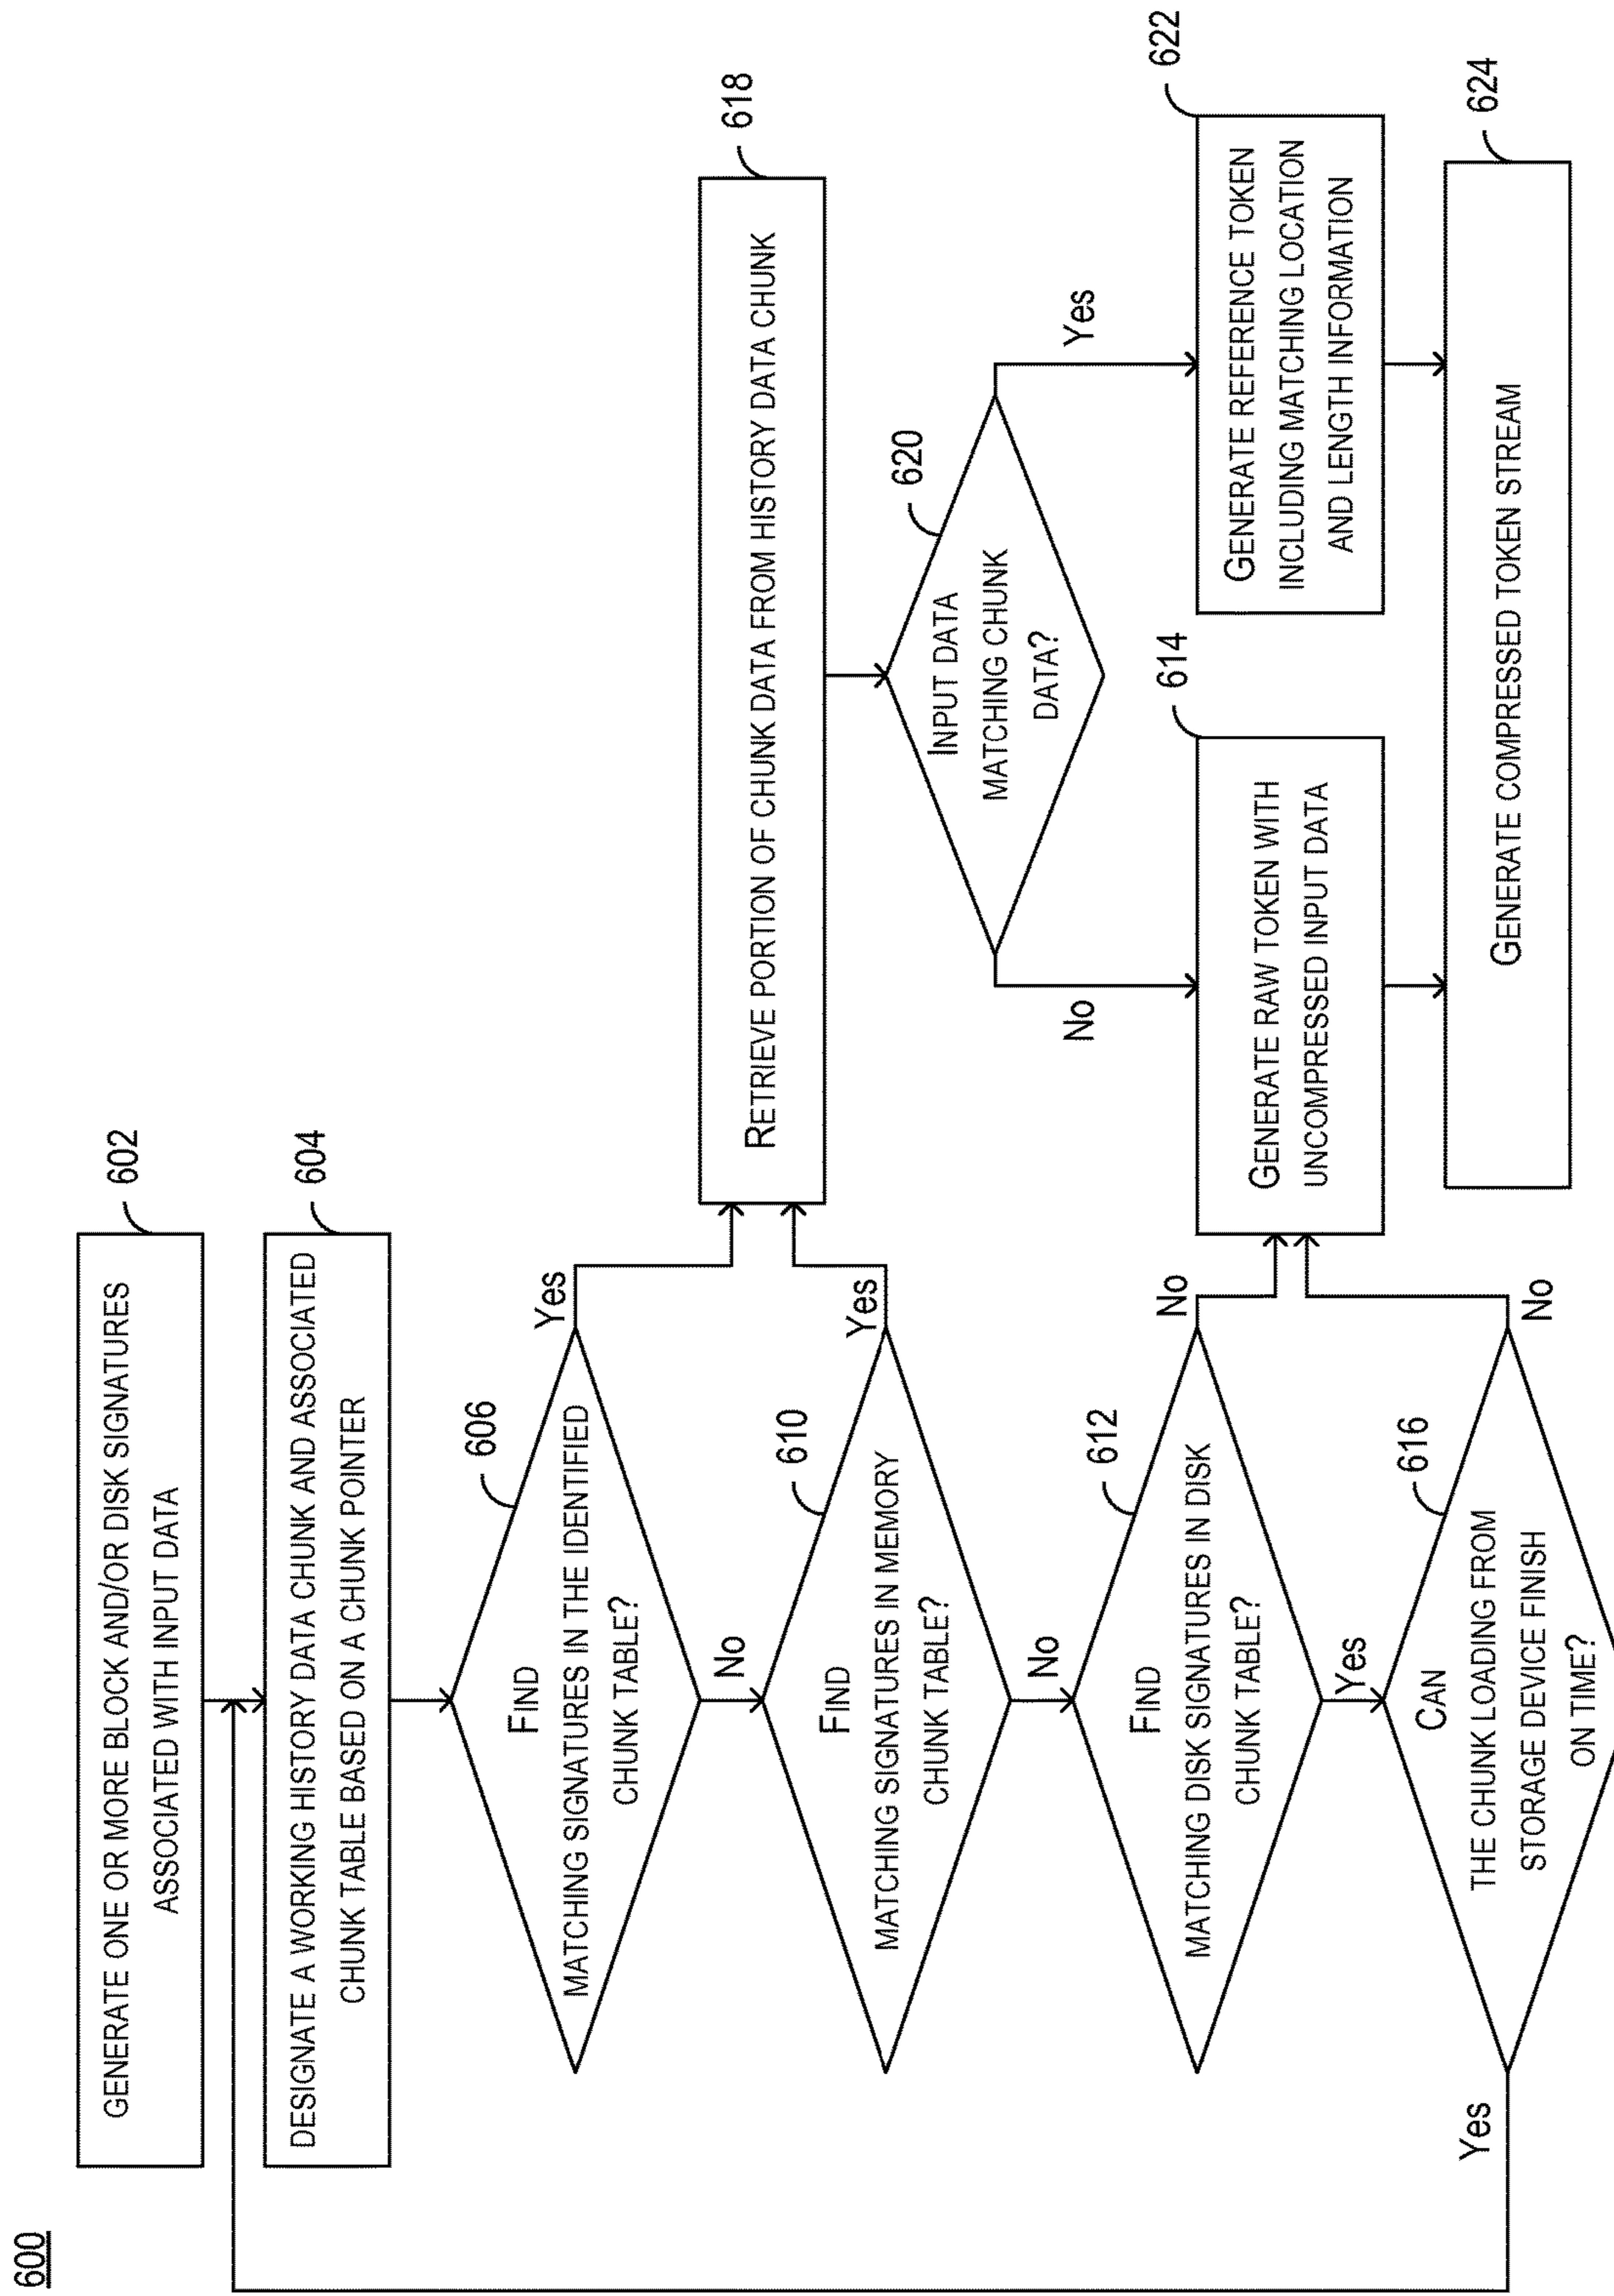 600
602
GENERATE ONE OR MORE BLOCK AND/OR DISK SIGNATURES
ASSOCIATED WITH INPUT DATA
604
DESIGNATE A WORKING HISTORY DATA CHUNK AND ASSOCIATED
CHUNK TABLE BASED ON A CHUNK POINTER
606
FIND
MATCHING SIGNATURES IN THE IDENTIFIED
CHUNK TABLE?
Yes
No
610
FIND
MATCHING SIGNATURES IN MEMORY
CHUNK TABLE?
Yes
No
612
FIND
MATCHING DISK SIGNATURES IN DISK
CHUNK TABLE?
No
Yes
616
CAN
THE CHUNK LOADING FROM
STORAGE DEVICE FINISH
ON TIME?
No
Yes
618
RETRIEVE PORTION OF CHUNK DATA FROM HISTORY DATA CHUNK
620
INPUT DATA
MATCHING CHUNK
DATA?
No
Yes
614
GENERATE RAW TOKEN WITH
UNCOMPRESSED INPUT DATA
622
GENERATE REFERENCE TOKEN
INCLUDING MATCHING LOCATION
AND LENGTH INFORMATION
624
GENERATE COMPRESSED TOKEN STREAM